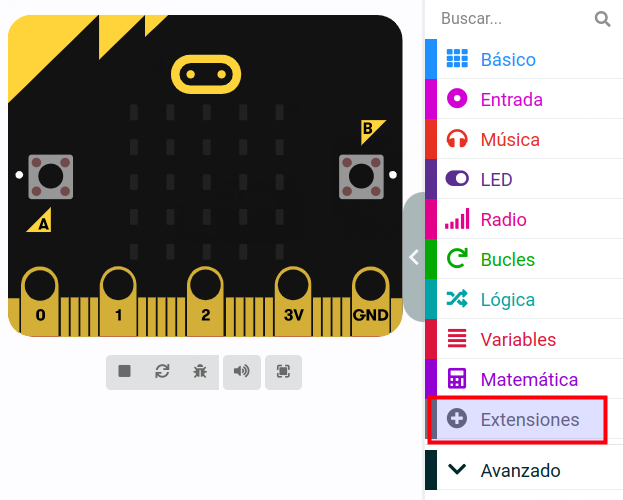 Buscar...
Básico
Entrada
Música
LED
Radio
Bucles
Lógica
Variables
Matemática
Extensiones
Avanzado
B
A
0 1 2 3V GND